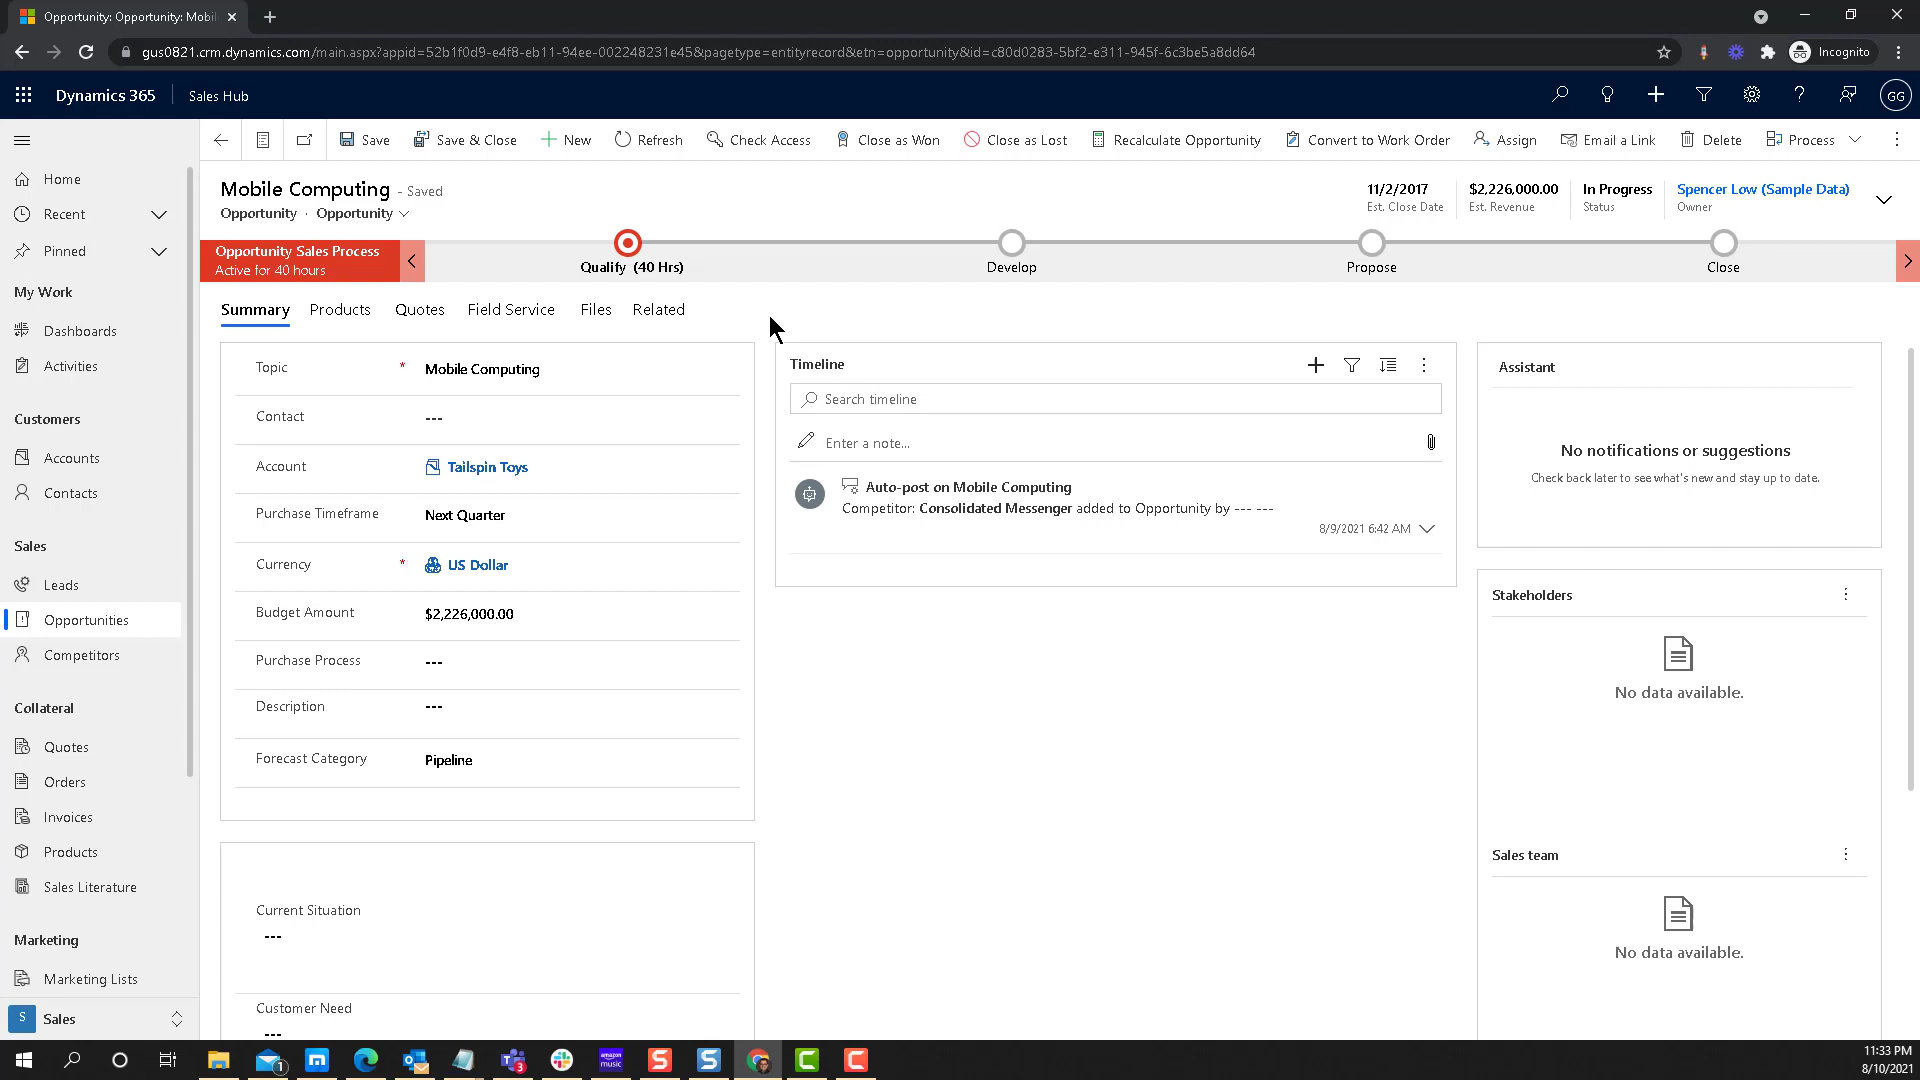 Opportunity: Opportunity: Mobil
gus0821.crm.dynamics.com/main.aspx?appid=52b1f0d9-e4f8-eb11-94ee-002248231e45&pagetype=entityrecord&etn=opportunity&id=c80d0283-5bf2-e311-945f-6c3be5a8dd64
Incognito
Dynamics 365
Sales Hub
GG
Save
Save & Close
New
Refresh
Check Access
Close as Won
Close as Lost
Recalculate Opportunity
Convert to Work Order
Assign
Email a Link
Delete
Process
Home
Recent
Pinned
My Work
Dashboards
Activities
Customers
Accounts
Contacts
Sales
Leads
Opportunities
Competitors
Collateral
Quotes
Orders
Invoices
Products
Sales Literature
Marketing
Marketing Lists
S Sales
Mobile Computing - Saved
Opportunity · Opportunity
11/2/2017
Est. Close Date
$2,226,000.00
Est. Revenue
In Progress
Status
Spencer Low (Sample Data)
Owner
Opportunity Sales Process
Active for 40 hours
Qualify (40 Hrs)
Develop
Propose
Close
Summary
Products
Quotes
Field Service
Files
Related
Topic * Mobile Computing
Contact ---
Account Tailspin Toys
Purchase Timeframe Next Quarter
Currency * US Dollar
Budget Amount $2,226,000.00
Purchase Process ---
Description ---
Forecast Category Pipeline
Current Situation
---
Customer Need
---
Timeline
Search timeline
Enter a note...
Auto-post on Mobile Computing
Competitor: Consolidated Messenger added to Opportunity by --- ---
8/9/2021 6:42 AM
Assistant
No notifications or suggestions
Check back later to see what's new and stay up to date.
Stakeholders
No data available.
Sales team
No data available.
1
3
amazon
music
S
S
C
C
11:33 PM
8/10/2021